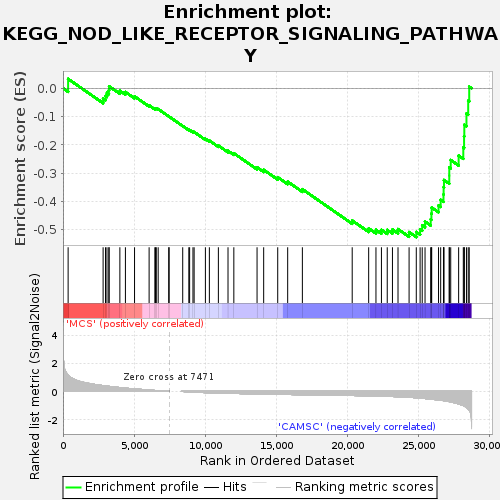 Enrichment plot:
KEGG_NOD_LIKE_RECEPTOR_SIGNALING_PATHWA
Y
Enrichment score (ES)
0.0
-0.1
-0.2
-0.3
-0.4
-0.5
'MCS' (positively correlated)
Ranked list metric (Signal2Noise)
4
2
0
-2
Zero cross at 7471
'CAMSC' (negatively correlated)
0
5,000
10,000
15,000
20,000
25,000
30,000
Rank in Ordered Dataset
Enrichment profile
Hits
Ranking metric scores